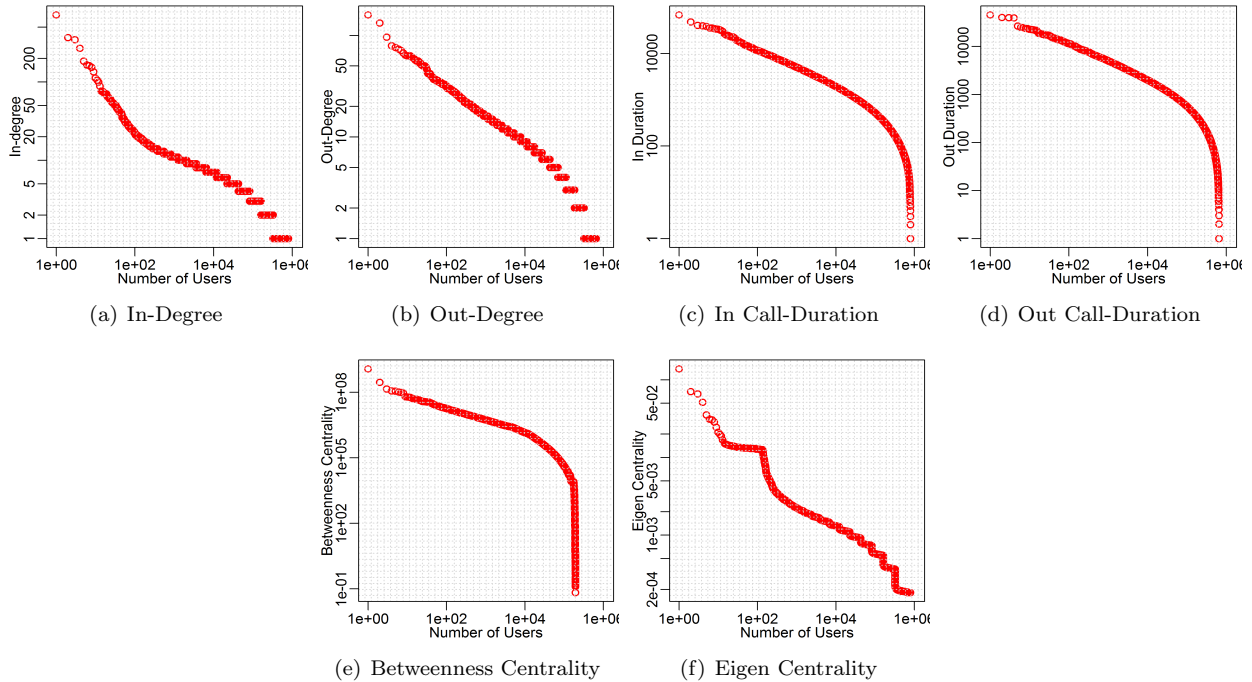 In-degree
1 2 5 20 50 200
1e+00 1e+02 1e+04 1e+06
Number of Users
(a) In-Degree
Out-Degree
1 2 5 10 20 50
1e+00 1e+02 1e+04 1e+06
Number of Users
(b) Out-Degree
In Duration
1 100 10000
1e+00 1e+02 1e+04 1e+06
Number of Users
(c) In Call-Duration
Out Duration
1 10 100 1000 10000
1e+00 1e+02 1e+04 1e+06
Number of Users
(d) Out Call-Duration
Betweenness Centrality
1e-01 1e+02 1e+05 1e+08
1e+00 1e+02 1e+04 1e+06
Number of Users
(e) Betweenness Centrality
Eigen Centrality
2e-04 1e-03 5e-03 5e-02
1e+00 1e+02 1e+04 1e+06
Number of Users
(f) Eigen Centrality